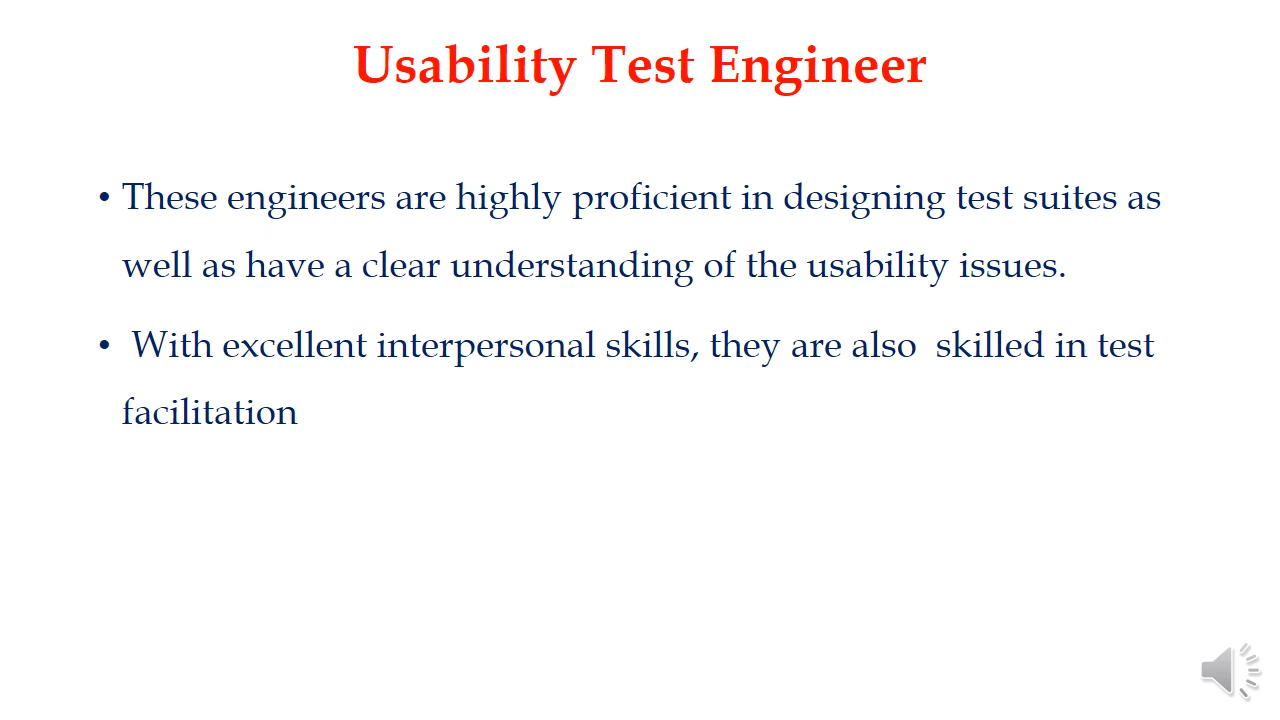 Usability Test Engineer
• These engineers are highly proficient in designing test suites as
well as have a clear understanding of the usability issues.
• With excellent interpersonal skills, they are also  skilled in test
facilitation